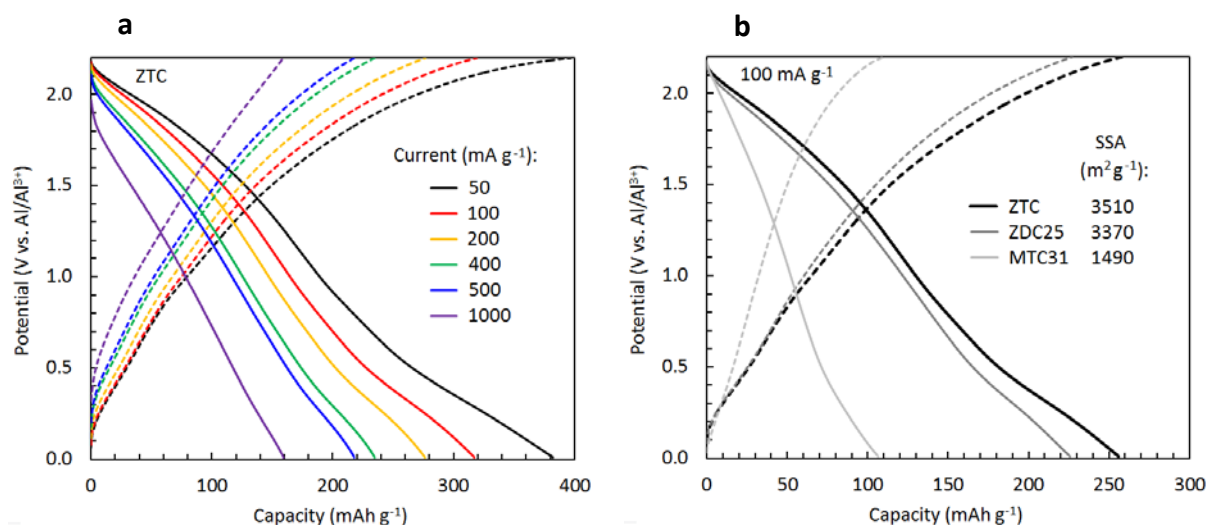 a
ZTC
Current (mA g⁻¹):
50
100
200
400
500
1000
Potential (V vs. Al/Al³⁺)
2.0
1.5
1.0
0.5
0.0
0 100 200 300 400
Capacity (mAh g⁻¹)
b
100 mA g⁻¹
SSA
(m² g⁻¹):
ZTC 3510
ZDC25 3370
MTC31 1490
Potential (V vs. Al/Al³⁺)
2.0
1.5
1.0
0.5
0.0
0 50 100 150 200 250 300
Capacity (mAh g⁻¹)